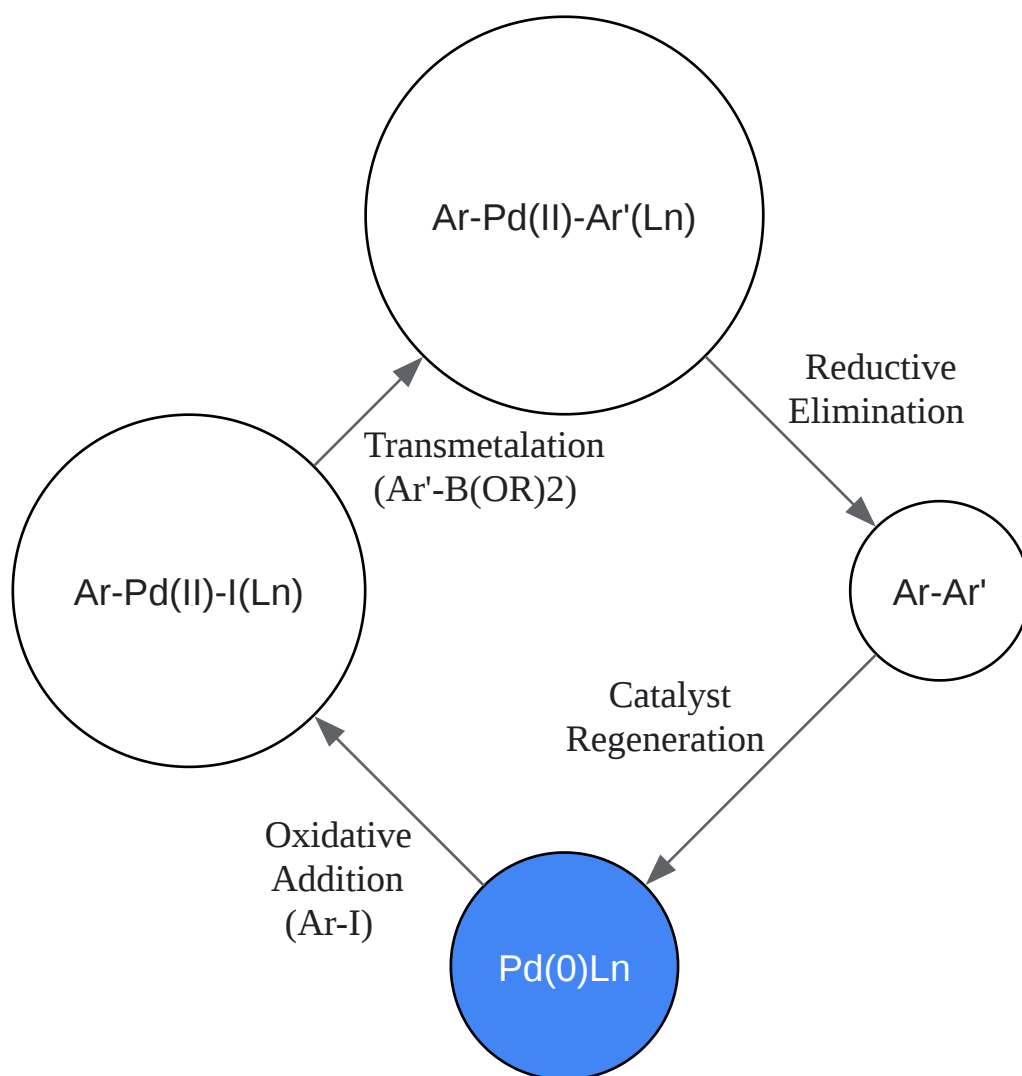 Ar-Pd(II)-Ar'(Ln)
Reductive
Elimination
Transmetalation
(Ar'-B(OR)2)
Ar-Pd(II)-I(Ln)
Ar-Ar'
Catalyst
Regeneration
Oxidative
Addition
(Ar-I)
Pd(0)Ln